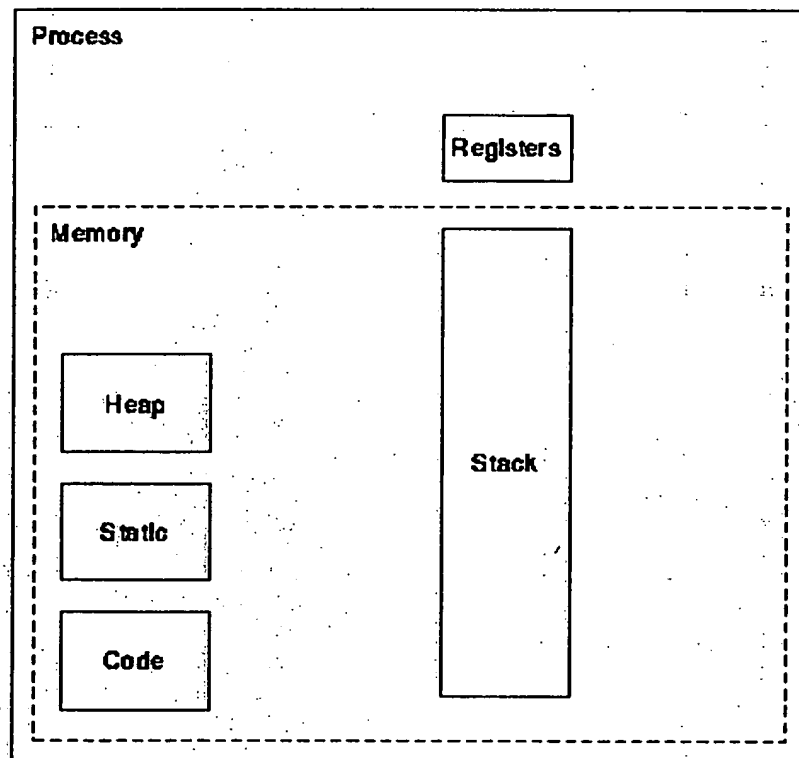 Process
Registers
Memory
Heap
Stack
Static
Code